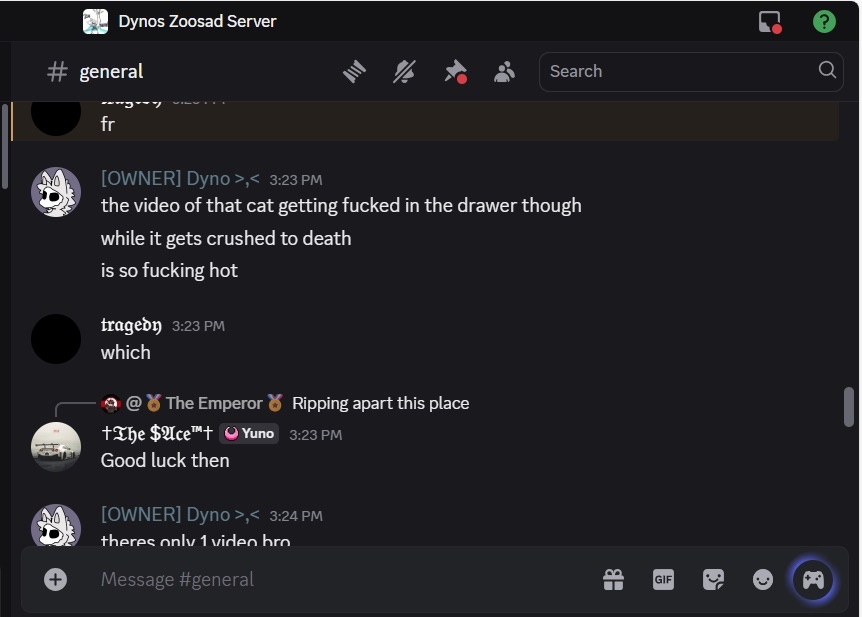 Dynos Zoosad Server
# general
Search
fr
[OWNER] Dyno >,< 3:23 PM
the video of that cat getting fucked in the drawer though
while it gets crushed to death
is so fucking hot
𝖙𝖗𝖆𝖌𝖊𝖉𝖞 3:23 PM
which
@🏅The Emperor🏅 Ripping apart this place
†𝕿𝖍𝖊 $𝕬𝖈𝖊™† Yuno 3:23 PM
Good luck then
[OWNER] Dyno >,< 3:24 PM
theres only 1 video bro
Message #general
GIF